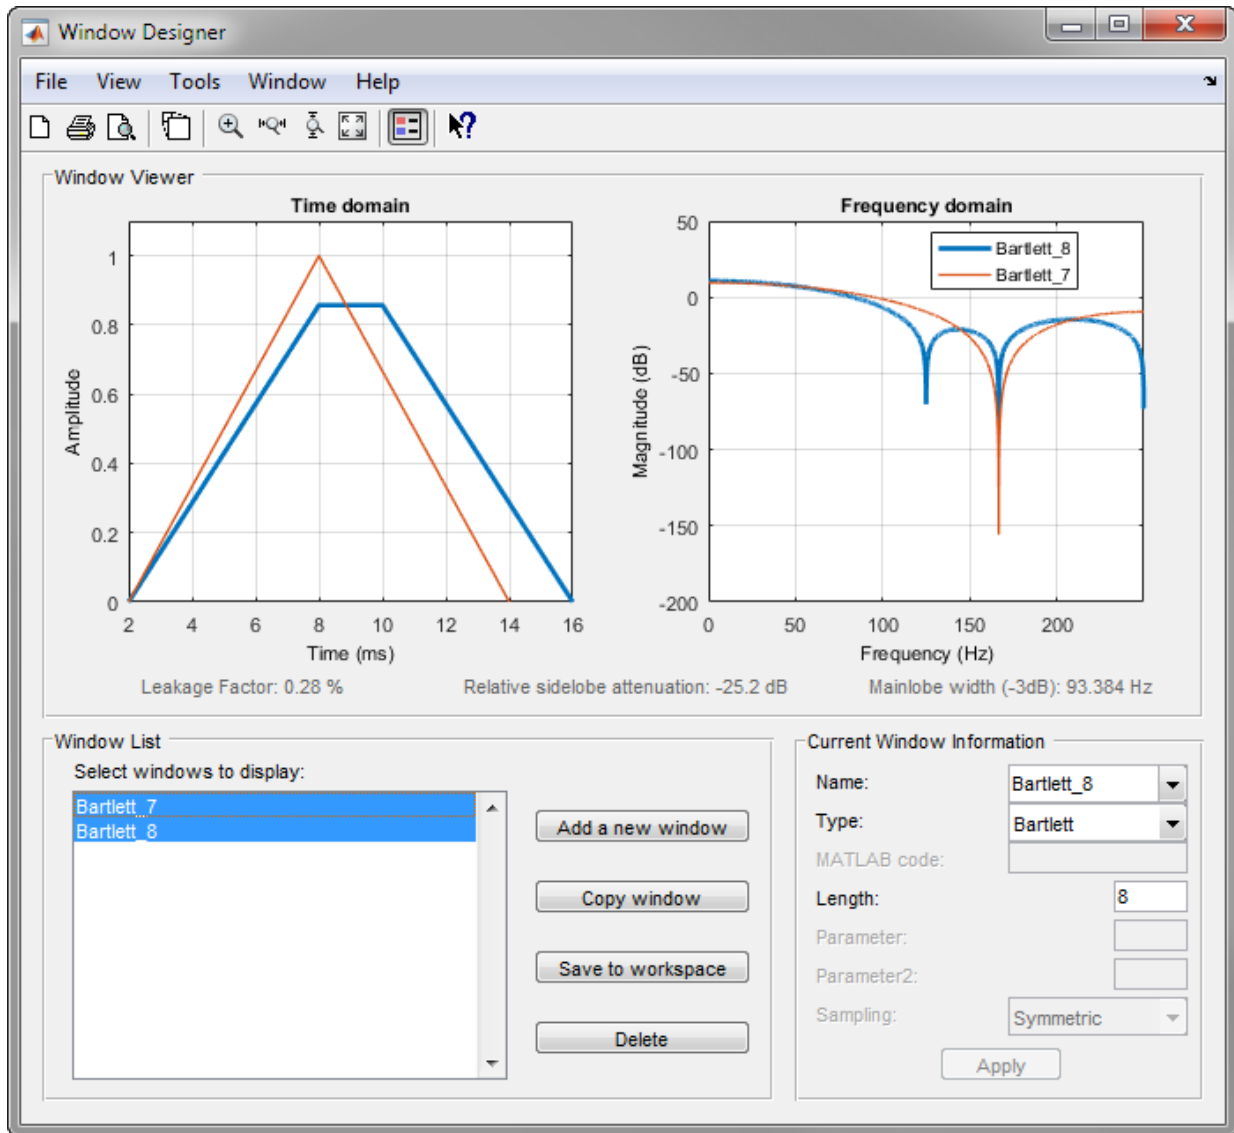 Window Designer
File View Tools Window Help
Window Viewer
Time domain
Frequency domain
1
0.8
0.6
0.4
0.2
0
Amplitude
2 4 6 8 10 12 14 16
Time (ms)
50
0
-50
-100
-150
-200
Magnitude (dB)
Bartlett_8
Bartlett_7
0 50 100 150 200
Frequency (Hz)
Leakage Factor: 0.28 %
Relative sidelobe attenuation: -25.2 dB
Mainlobe width (-3dB): 93.384 Hz
Window List
Select windows to display:
Bartlett_7
Bartlett_8
Add a new window
Copy window
Save to workspace
Delete
Current Window Information
Name: Bartlett_8
Type: Bartlett
MATLAB code:
Length: 8
Parameter:
Parameter2:
Sampling: Symmetric
Apply